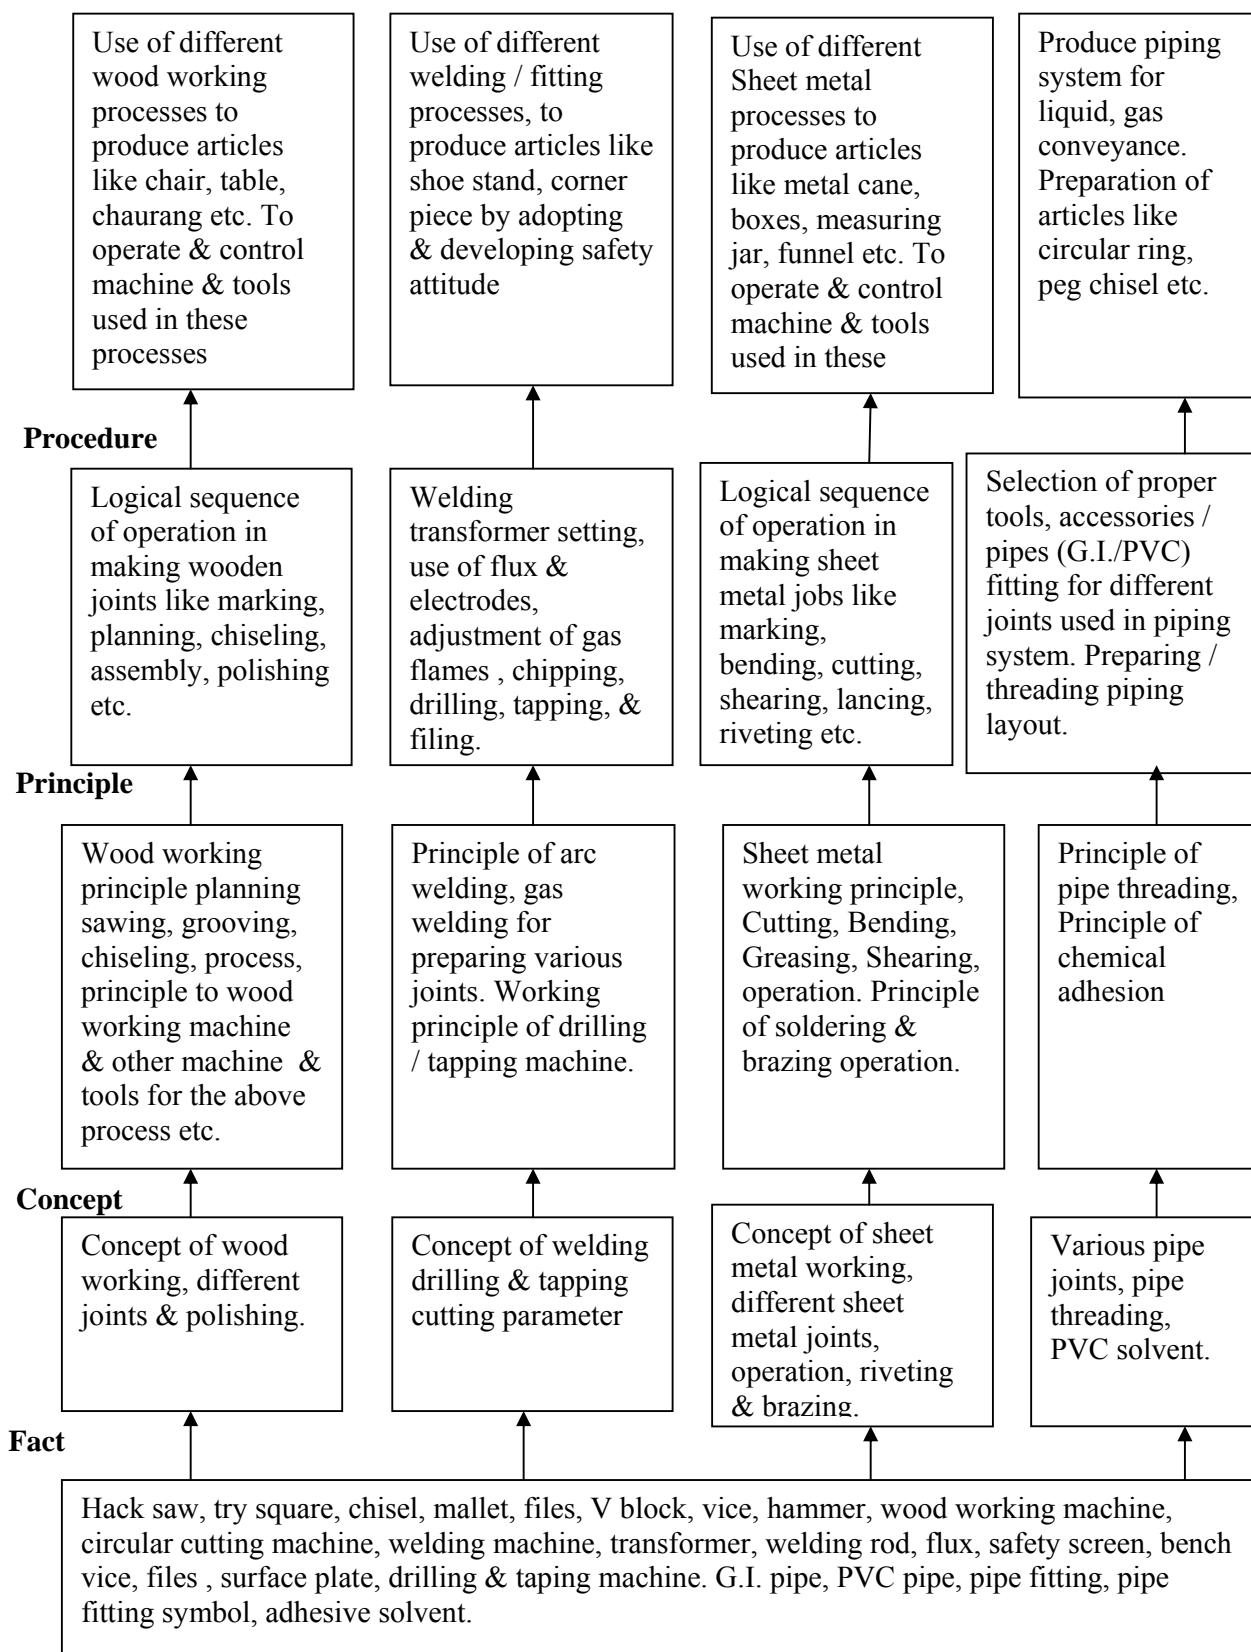 Use of different
wood working
processes to
produce articles
like chair, table,
chaurang etc. To
operate & control
machine & tools
used in these
processes
Use of different
welding / fitting
processes, to
produce articles like
shoe stand, corner
piece by adopting
& developing safety
attitude
Use of different
Sheet metal
processes to
produce articles
like metal cane,
boxes, measuring
jar, funnel etc. To
operate & control
machine & tools
used in these
Produce piping
system for
liquid, gas
conveyance.
Preparation of
articles like
circular ring,
peg chisel etc.
Procedure
Logical sequence
of operation in
making wooden
joints like marking,
planning, chiseling,
assembly, polishing
etc.
Welding
transformer setting,
use of flux &
electrodes,
adjustment of gas
flames , chipping,
drilling, tapping, &
filing.
Logical sequence
of operation in
making sheet
metal jobs like
marking,
bending, cutting,
shearing, lancing,
riveting etc.
Selection of proper
tools, accessories /
pipes (G.I./PVC)
fitting for different
joints used in piping
system. Preparing /
threading piping
layout.
Principle
Wood working
principle planning
sawing, grooving,
chiseling, process,
principle to wood
working machine
& other machine & 
tools for the above
process etc.
Principle of arc
welding, gas
welding for
preparing various
joints. Working
principle of drilling
/ tapping machine.
Sheet metal
working principle,
Cutting, Bending,
Greasing, Shearing,
operation. Principle
of soldering &
brazing operation.
Principle of
pipe threading,
Principle of
chemical
adhesion
Concept
Concept of wood
working, different
joints & polishing.
Concept of welding
drilling & tapping
cutting parameter
Concept of sheet
metal working,
different sheet
metal joints,
operation, riveting
& brazing.
Various pipe
joints, pipe
threading,
PVC solvent.
Fact
Hack saw, try square, chisel, mallet, files, V block, vice, hammer, wood working machine,
circular cutting machine, welding machine, transformer, welding rod, flux, safety screen, bench
vice, files , surface plate, drilling & taping machine. G.I. pipe, PVC pipe, pipe fitting, pipe
fitting symbol, adhesive solvent.